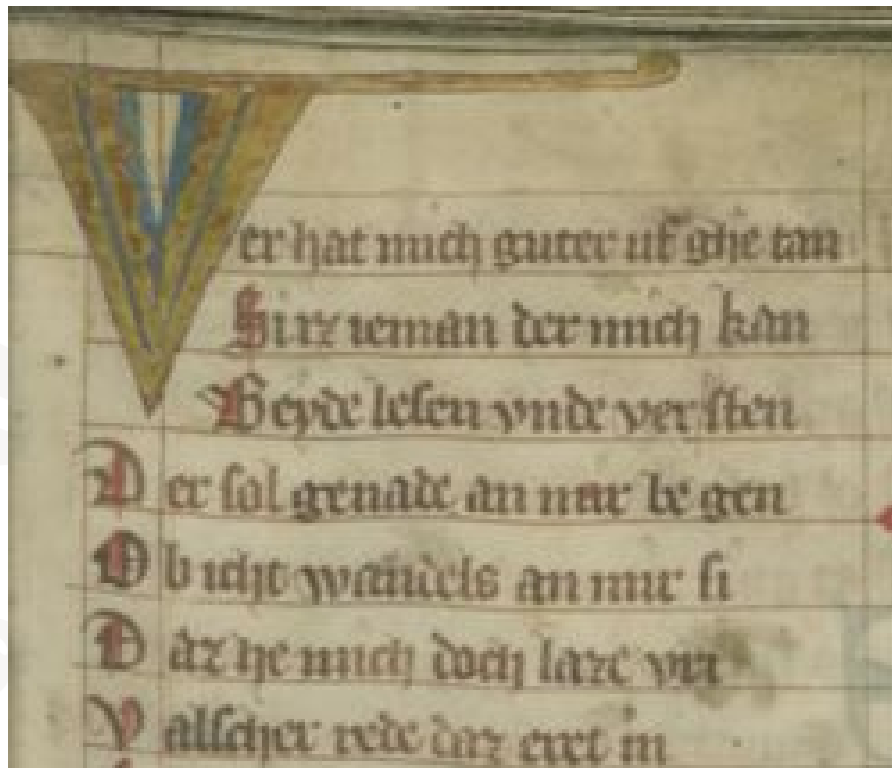 Ver hat mich guter uf ghe tan
Si iz ieman der mich kan
Beyde lesen vnde versten
Der sol genade an mir be gen
Ob icht wandels an mir si
Daz he mich doch laze vri
Valscher rede daz eret in